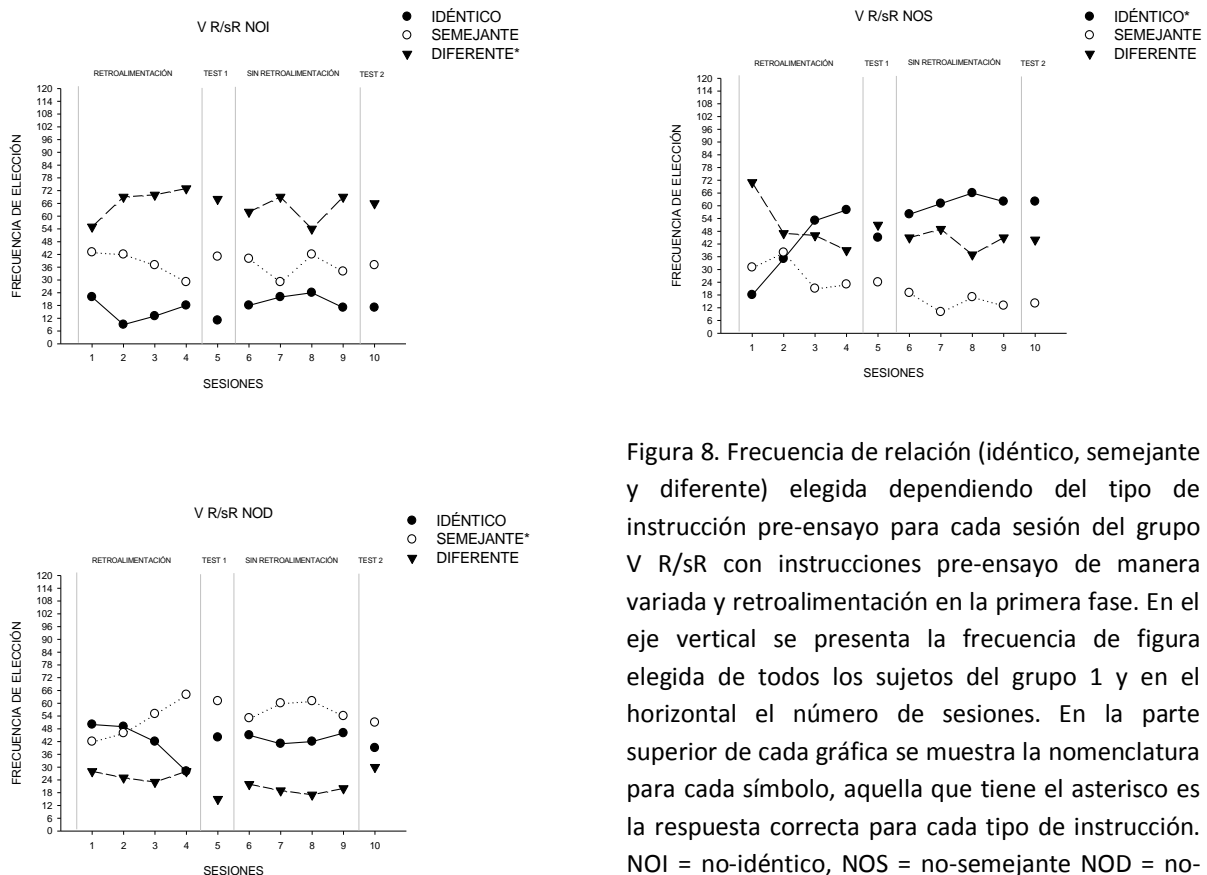 V R/sR NOI
● IDÉNTICO
○ SEMEJANTE
▼ DIFERENTE*
RETROALIMENTACIÓN TEST 1 SIN RETROALIMENTACIÓN TEST 2
FRECUENCIA DE ELECCIÓN
120
114
108
102
96
90
84
78
72
66
60
54
48
42
36
30
24
18
12
6
0
1 2 3 4 5 6 7 8 9 10
SESIONES
V R/sR NOS
● IDÉNTICO*
○ SEMEJANTE
▼ DIFERENTE
RETROALIMENTACIÓN TEST 1 SIN RETROALIMENTACIÓN TEST 2
FRECUENCIA DE ELECCIÓN
120
114
108
102
96
90
84
78
72
66
60
54
48
42
36
30
24
18
12
6
0
1 2 3 4 5 6 7 8 9 10
SESIONES
V R/sR NOD
● IDÉNTICO
○ SEMEJANTE*
▼ DIFERENTE
RETROALIMENTACIÓN TEST 1 SIN RETROALIMENTACIÓN TEST 2
FRECUENCIA DE ELECCIÓN
120
114
108
102
96
90
84
78
72
66
60
54
48
42
36
30
24
18
12
6
0
1 2 3 4 5 6 7 8 9 10
SESIONES
Figura 8. Frecuencia de relación (idéntico, semejante
y diferente) elegida dependiendo del tipo de
instrucción pre-ensayo para cada sesión del grupo
V R/sR con instrucciones pre-ensayo de manera
variada y retroalimentación en la primera fase. En el
eje vertical se presenta la frecuencia de figura
elegida de todos los sujetos del grupo 1 y en el
horizontal el número de sesiones. En la parte
superior de cada gráfica se muestra la nomenclatura
para cada símbolo, aquella que tiene el asterisco es
la respuesta correcta para cada tipo de instrucción.
NOI = no-idéntico, NOS = no-semejante NOD = no-